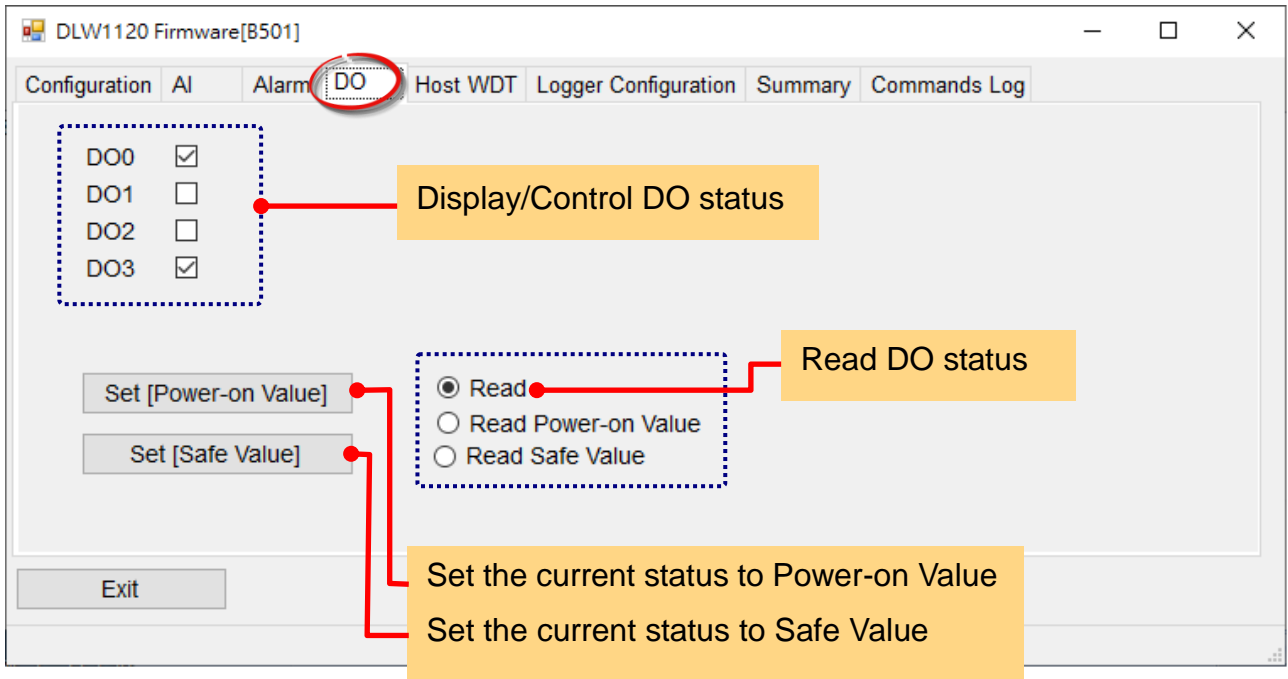 DLW1120 Firmware[B501]
Configuration AI Alarm DO Host WDT Logger Configuration Summary Commands Log
DO0
DO1
DO2
DO3
Display/Control DO status
Read DO status
Set [Power-on Value]
Set [Safe Value]
Read
Read Power-on Value
Read Safe Value
Set the current status to Power-on Value
Set the current status to Safe Value
Exit